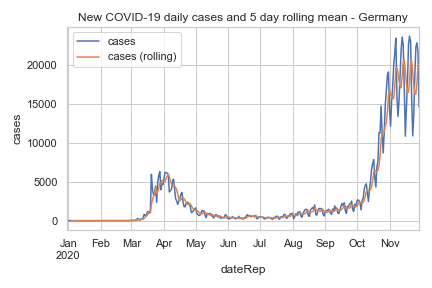 New COVID-19 daily cases and 5 day rolling mean - Germany
cases
cases (rolling)
cases
20000
15000
10000
5000
0
Jan Feb Mar Apr May Jun Jul Aug Sep Oct Nov
2020
dateRep